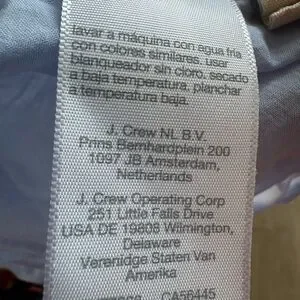 lavar a máquina con agua fría
con colores similares. usar
blanqueador sin cloro, secado
a baja temperatura, planchar
a temperatura baja.
J. Crew NL B.V.
Prins Bernhardplein 200
1097 JB Amsterdam,
Netherlands
J. Crew Operating Corp
251 Little Falls Drive
USA DE 19808 Wilmington,
Delaware
Verenidge Staten Van
Amerika
CA56445